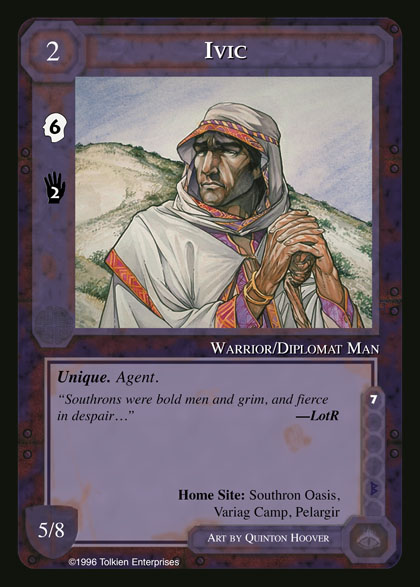 2
Ivic
6
2
Warrior/Diplomat Man
Unique. Agent.
“Southrons were bold men and grim, and fierce
in despair…” —LotR
7
Home Site: Southron Oasis,
Variag Camp, Pelargir
5/8
Art by Quinton Hoover
©1996 Tolkien Enterprises